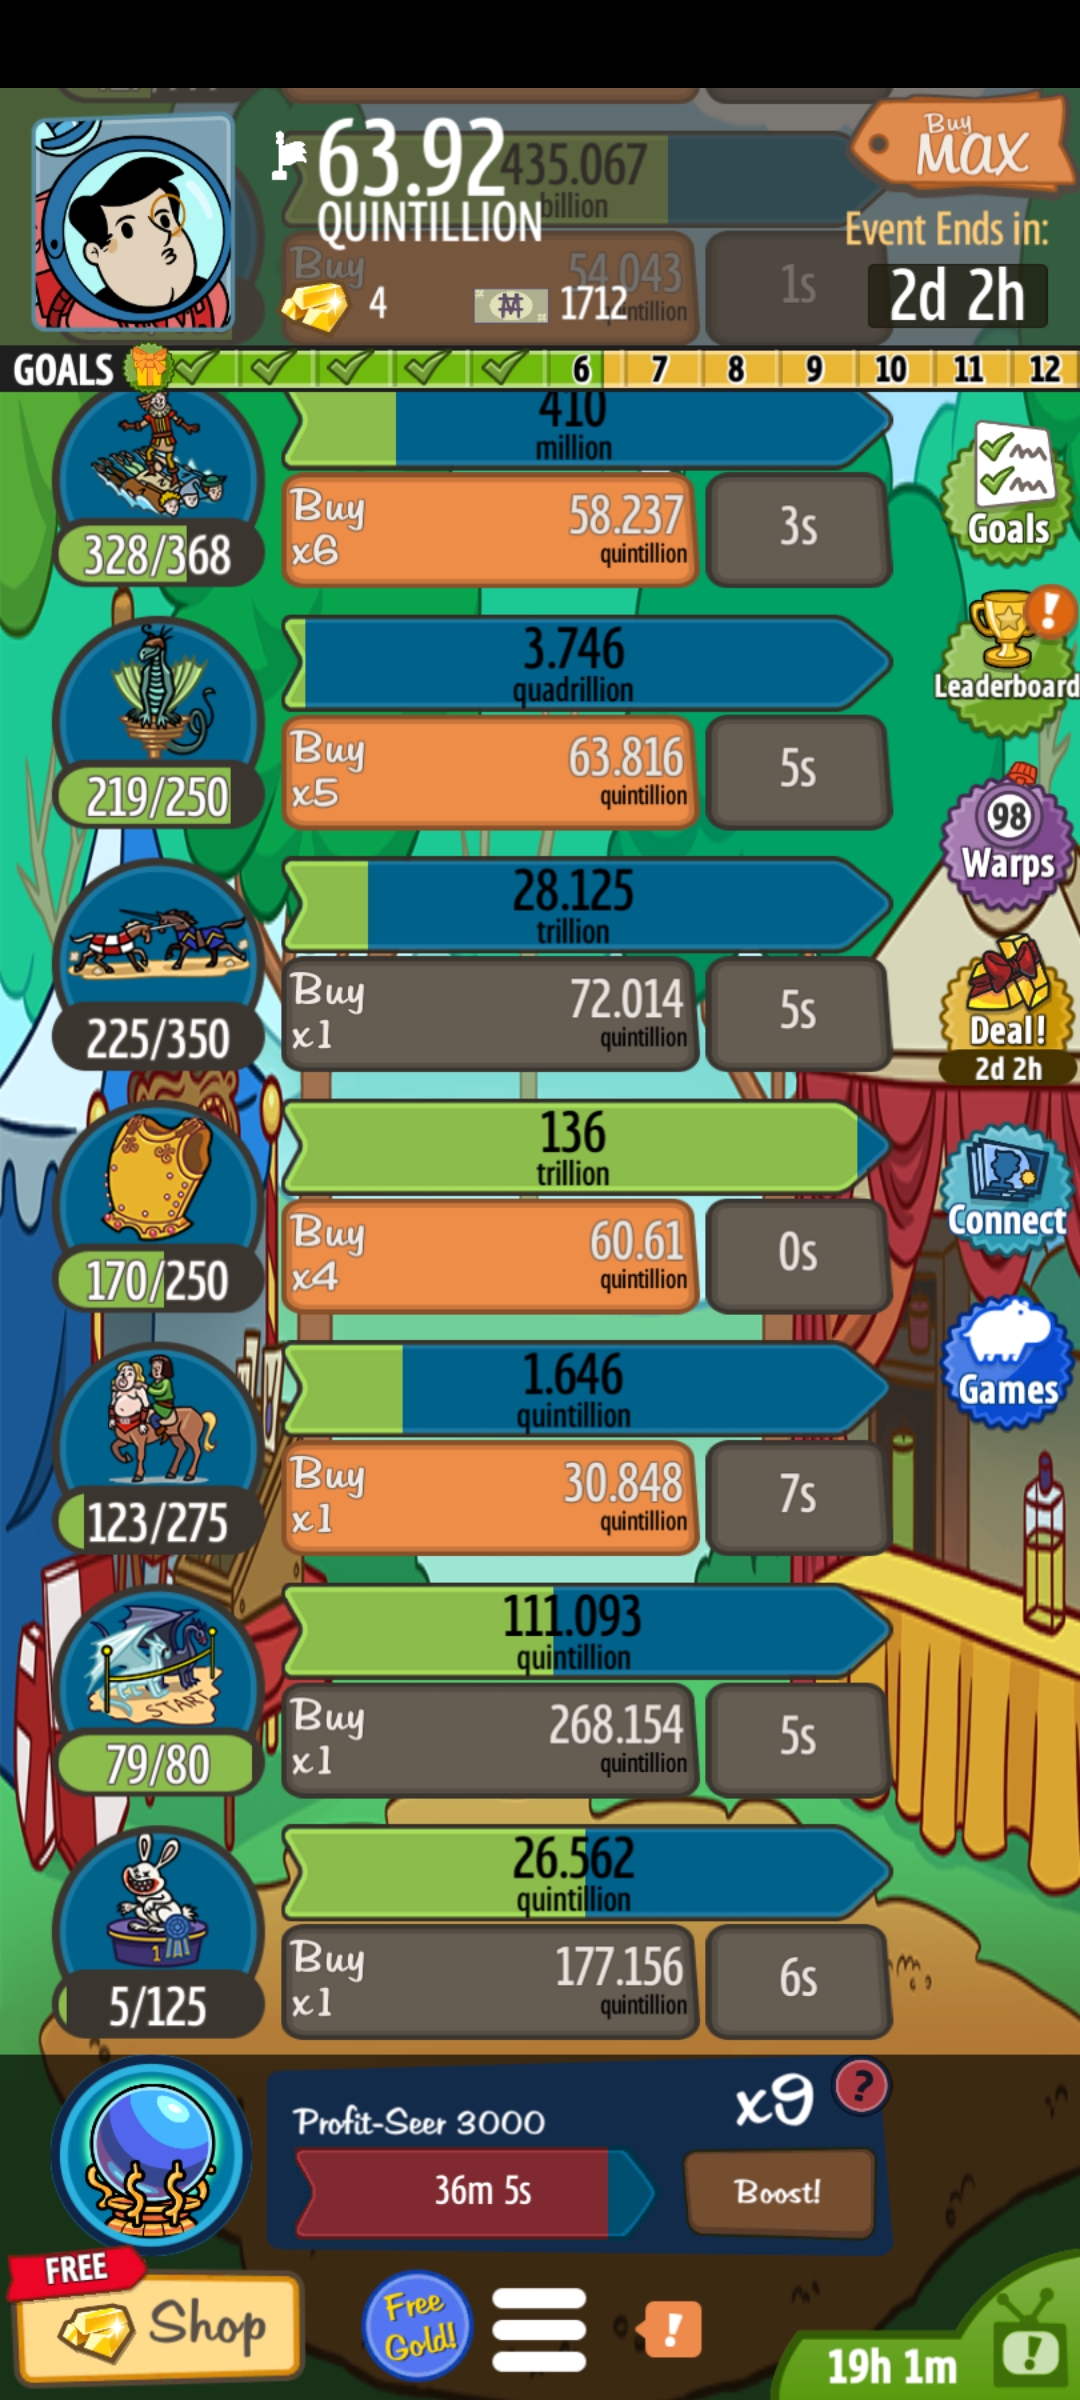 63.92
QUINTILLION
435.067
billion
Buy
MAX
Event Ends in:
2d 2h
Buy
54.043
1s
4
1712
GOALS
6 7 8 9 10 11 12
410
million
328/368
Buy
x6
58.237
quintillion
3s
Goals
3.746
quadrillion
219/250
Buy
x5
63.816
quintillion
5s
Leaderboard
!
28.125
trillion
225/350
Buy
x1
72.014
quintillion
5s
98
Warps
Deal!
2d 2h
136
trillion
170/250
Buy
x4
60.61
quintillion
0s
Connect
1.646
quintillion
123/275
Buy
x1
30.848
quintillion
7s
Games
111.093
quintillion
START
79/80
Buy
x1
268.154
quintillion
5s
26.562
quintillion
1
5/125
Buy
x1
177.156
quintillion
6s
Profit-Seer 3000
x9
?
36m 5s
Boost!
FREE
Shop
Free
Gold!
!
19h 1m
!